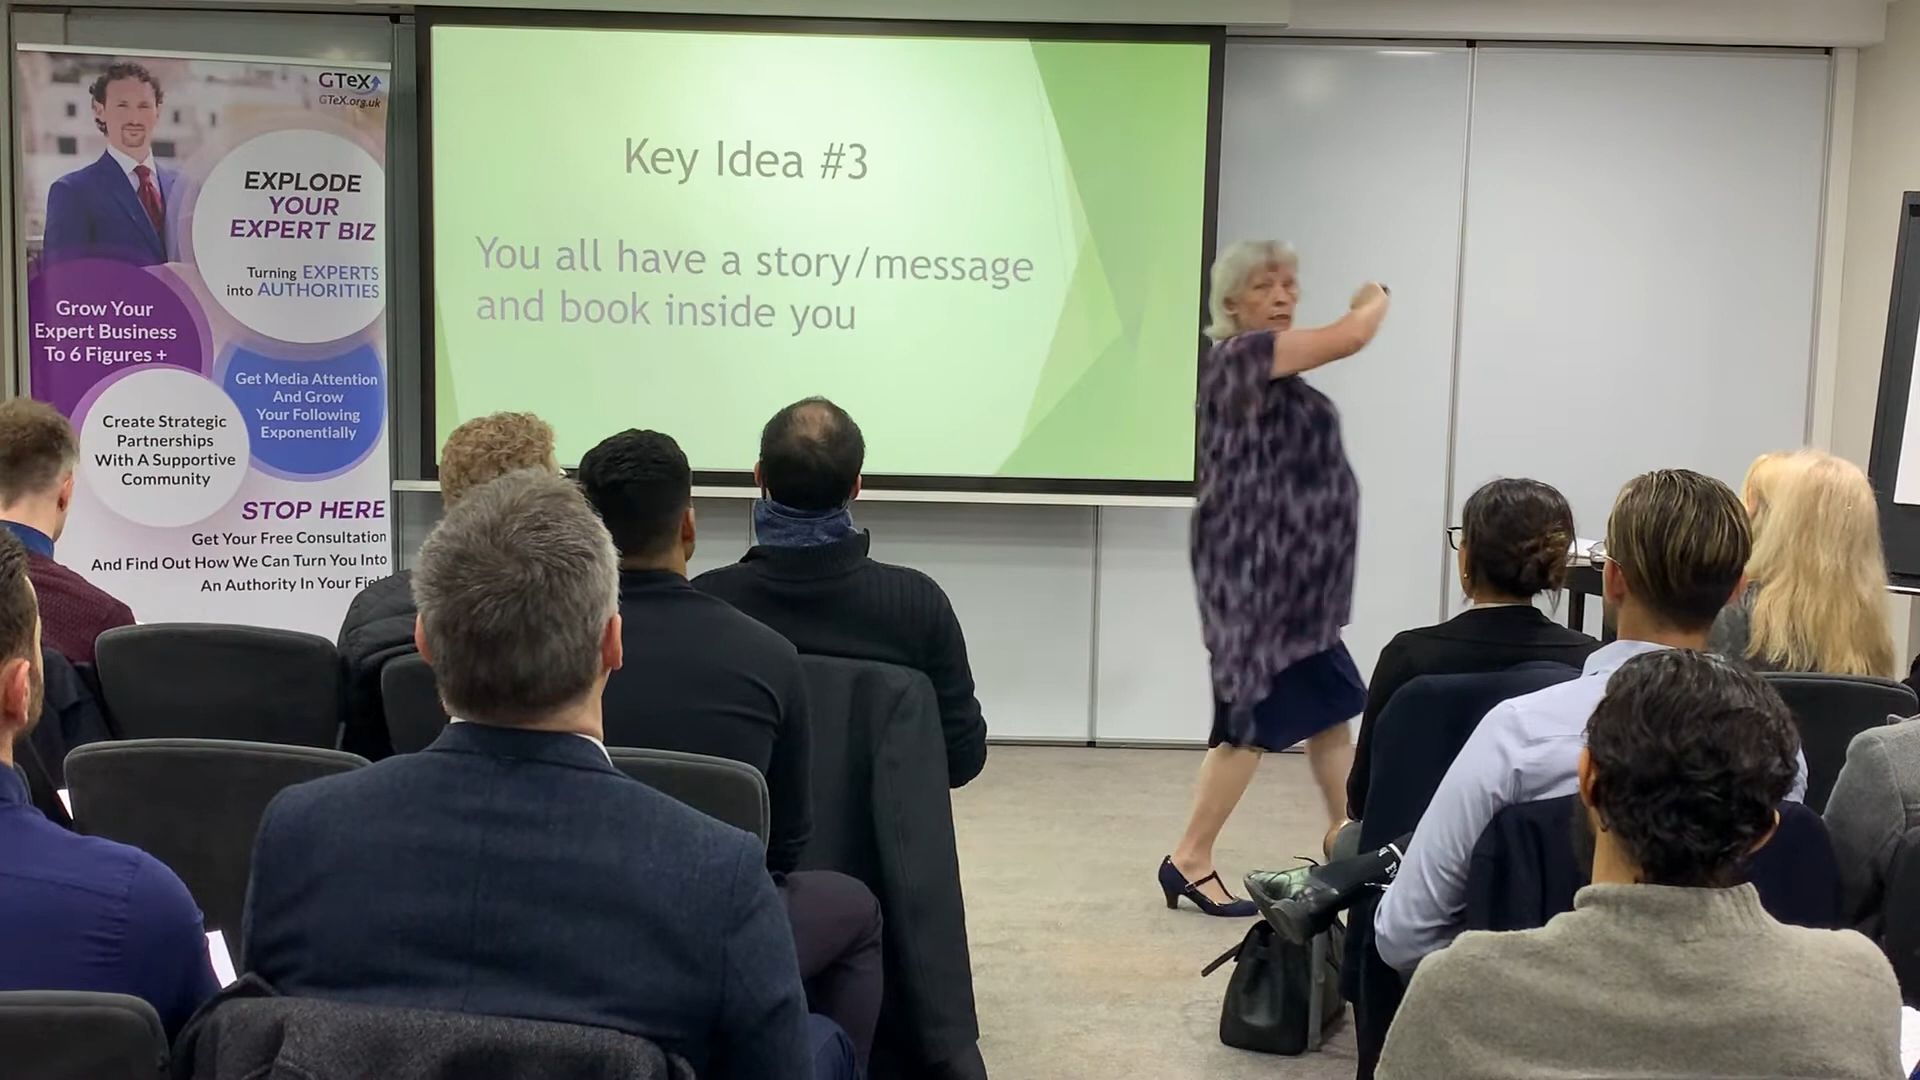 GTeX
GTeX.org.uk
EXPLODE
YOUR
EXPERT BIZ
Turning EXPERTS
into AUTHORITIES
Grow Your
Expert Business
To 6 Figures +
Get Media Attention
And Grow
Your Following
Exponentially
Create Strategic
Partnerships
With A Supportive
Community
STOP HERE
Get Your Free Consultation
And Find Out How We Can Turn You Into
An Authority In Your Field
Key Idea #3
You all have a story/message
and book inside you